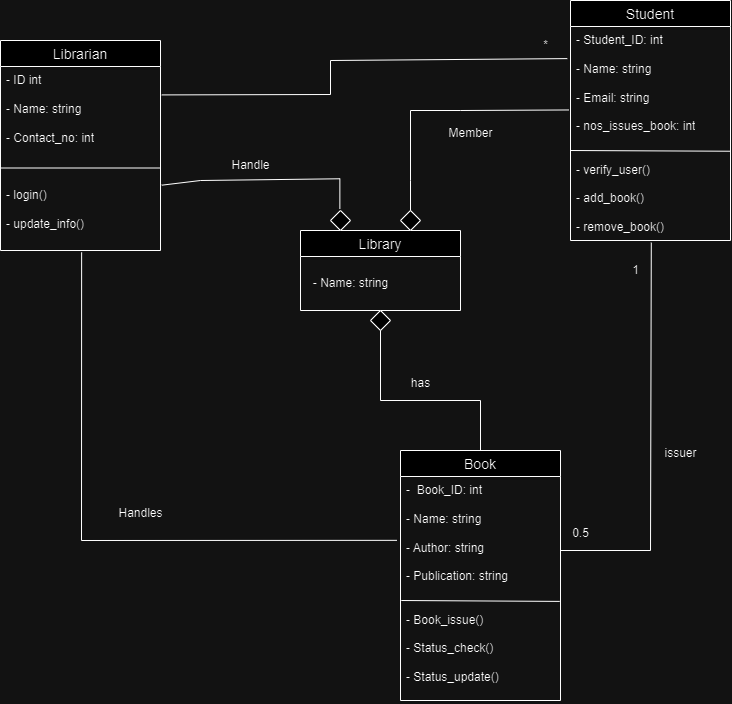 Student
- Student_ID: int
- Name: string
- Email: string
- nos_issues_book: int
- verify_user()
- add_book()
- remove_book()
*
Librarian
- ID int
- Name: string
- Contact_no: int
- login()
- update_info()
Member
Handle
Library
- Name: string
1
has
issuer
Handles
0.5
Book
- Book_ID: int
- Name: string
- Author: string
- Publication: string
- Book_issue()
- Status_check()
- Status_update()